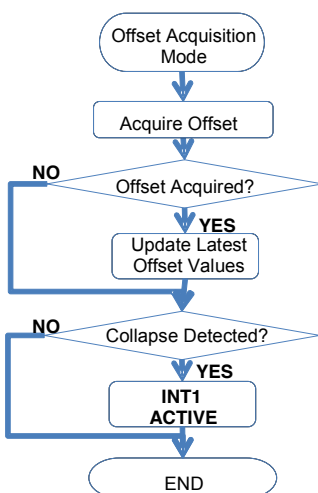 Offset Acquisition
Mode
Acquire Offset
NO
Offset Acquired?
YES
Update Latest
Offset Values
NO
Collapse Detected?
YES
INT1
ACTIVE
END